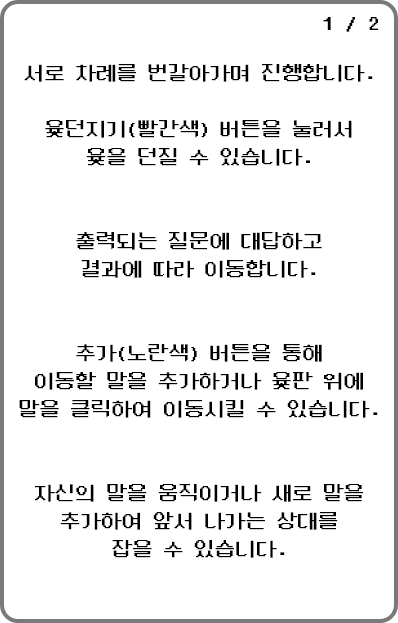 1 / 2
서로 차례를 번갈아가며 진행합니다.
윷던지기(빨간색) 버튼을 눌러서
윷을 던질 수 있습니다.
출력되는 질문에 대답하고
결과에 따라 이동합니다.
추가(노란색) 버튼을 통해
이동할 말을 추가하거나 윷판 위에
말을 클릭하여 이동시킬 수 있습니다.
자신의 말을 움직이거나 새로 말을
추가하여 앞서 나가는 상대를
잡을 수 있습니다.